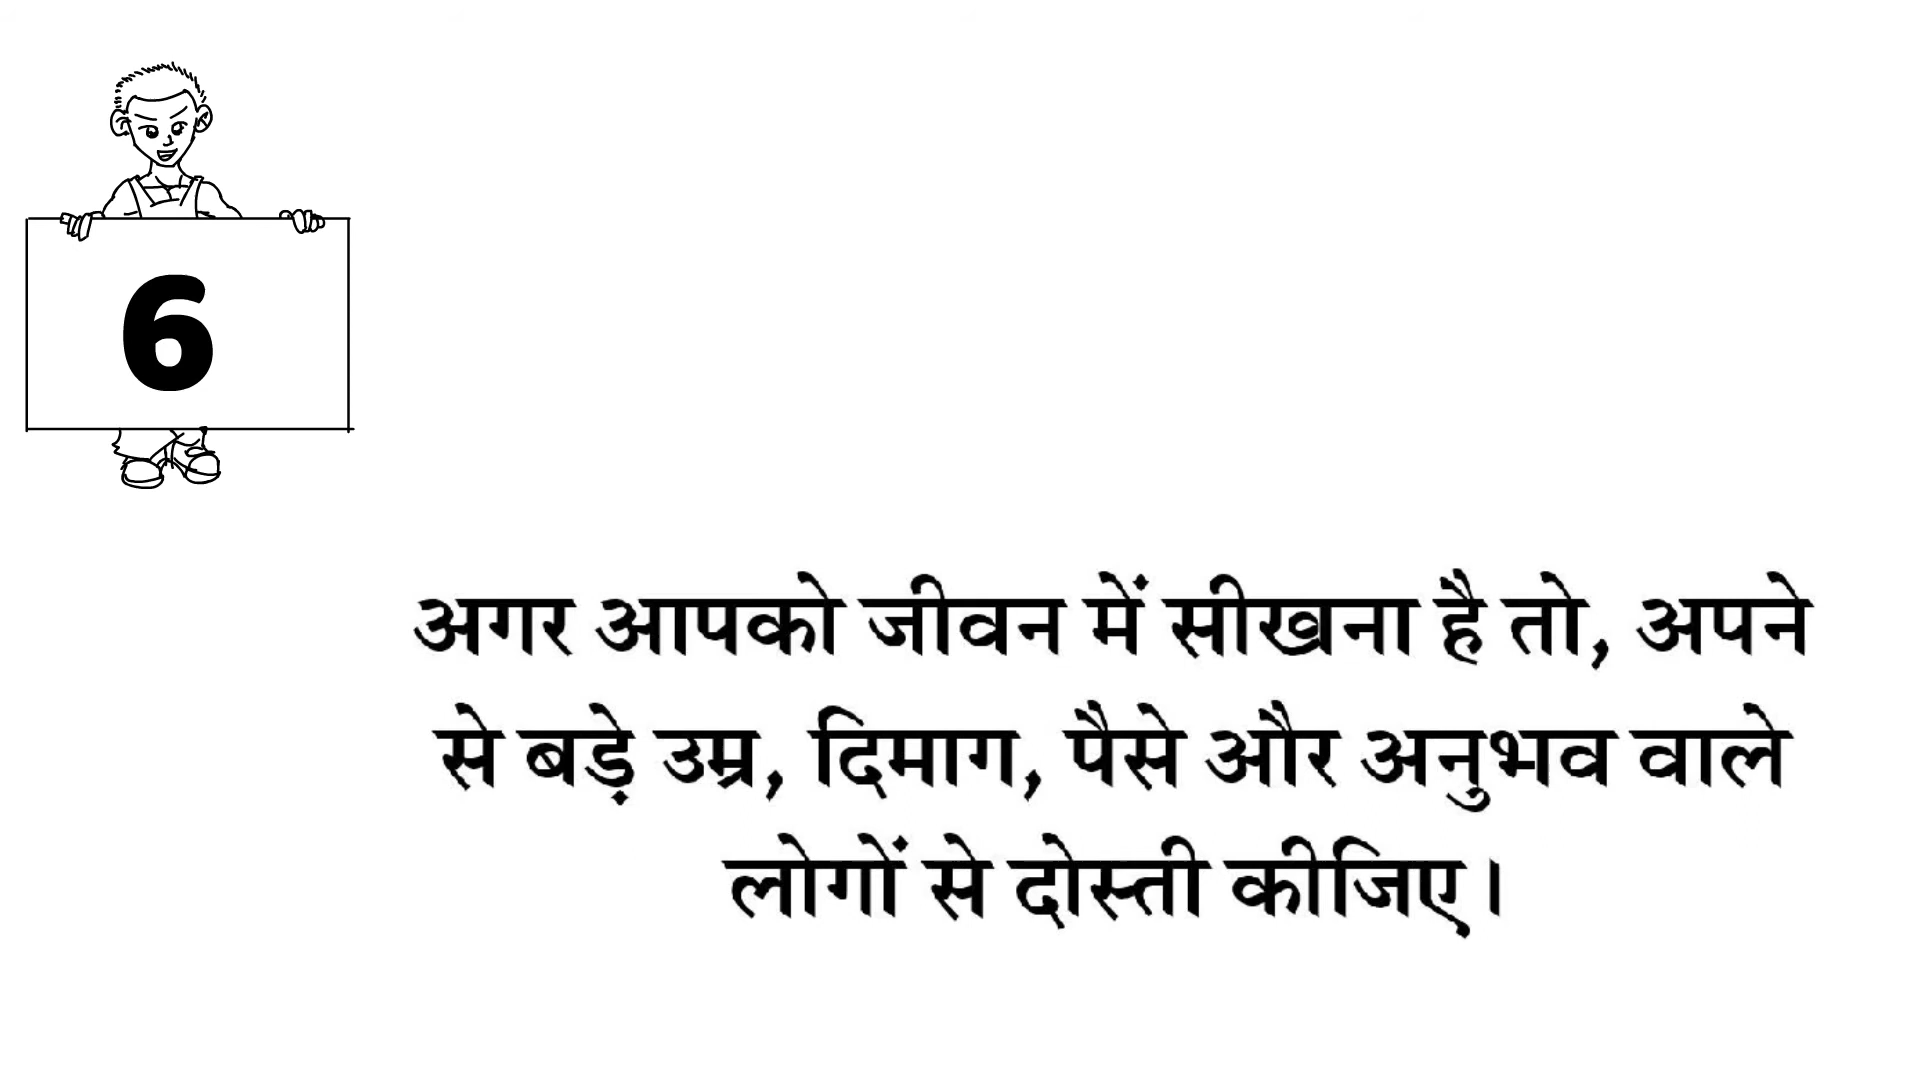 6
अगर आपको जीवन में सीखना है तो, अपने
से बड़े उम्र, दिमाग, पैसे और अनुभव वाले
लोगों से दोस्ती कीजिए।